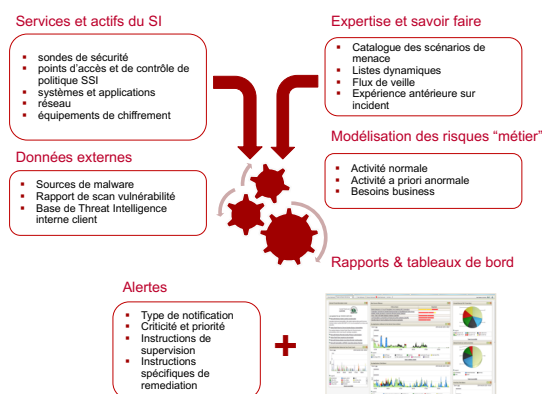 Services et actifs du SI
sondes de sécurité
points d'accès et de contrôle de
politique SSI
systèmes et applications
réseau
équipements de chiffrement
Expertise et savoir faire
Catalogue des scénarios de
menace
Listes dynamiques
Flux de veille
Expérience antérieure sur
incident
Données externes
Sources de malware
Rapport de scan vulnérabilité
Base de Threat Intelligence
interne client
Modélisation des risques “métier”
Activité normale
Activité a priori anormale
Besoins business
Alertes
Type de notification
Criticité et priorité
Instructions de
supervision
Instructions
spécifiques de
remediation
+
Rapports & tableaux de bord